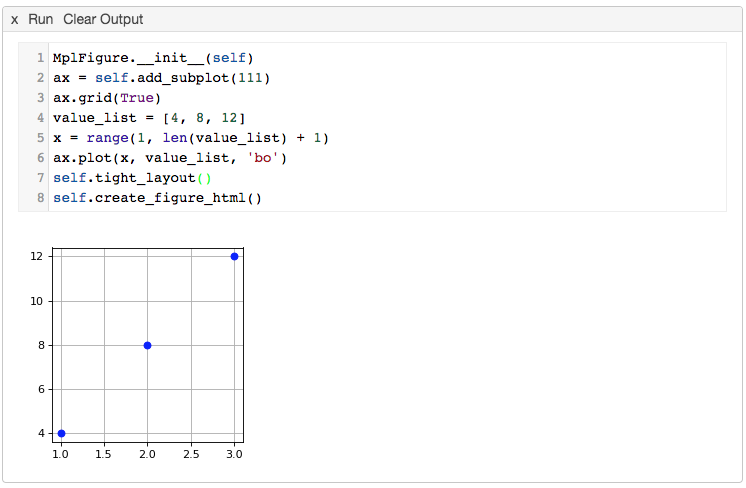 x Run Clear Output
1 MplFigure.__init__(self)
2 ax = self.add_subplot(111)
3 ax.grid(True)
4 value_list = [4, 8, 12]
5 x = range(1, len(value_list) + 1)
6 ax.plot(x, value_list, 'bo')
7 self.tight_layout()
8 self.create_figure_html()
12
10
8
6
4
1.0 1.5 2.0 2.5 3.0